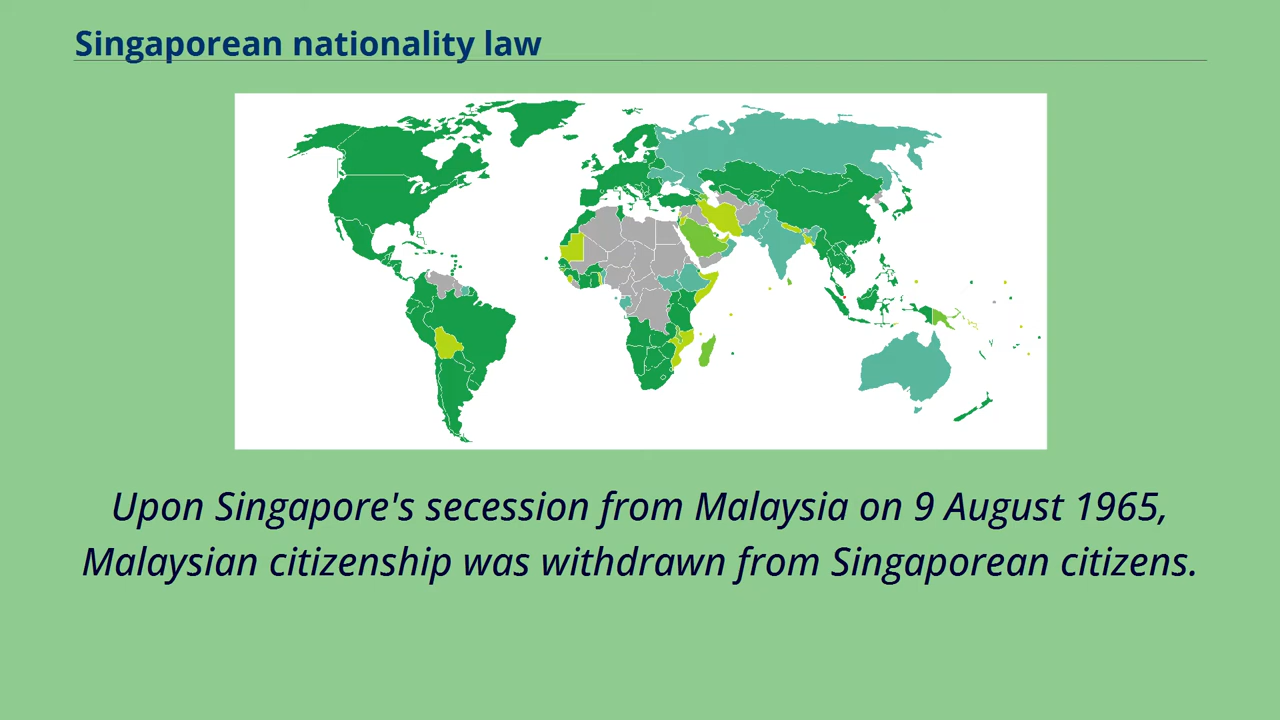 Singaporean nationality law
Upon Singapore's secession from Malaysia on 9 August 1965,
Malaysian citizenship was withdrawn from Singaporean citizens.